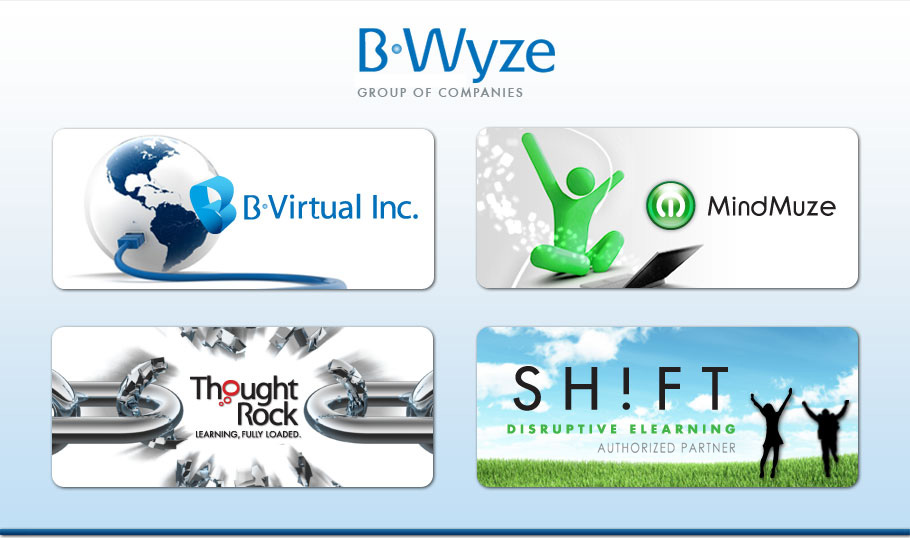 B•Wyze
GROUP OF COMPANIES
B•Virtual Inc.
MindMuze
Thought
Rock
LEARNING, FULLY LOADED.
SH!FT
DISRUPTIVE ELEARNING
AUTHORIZED PARTNER